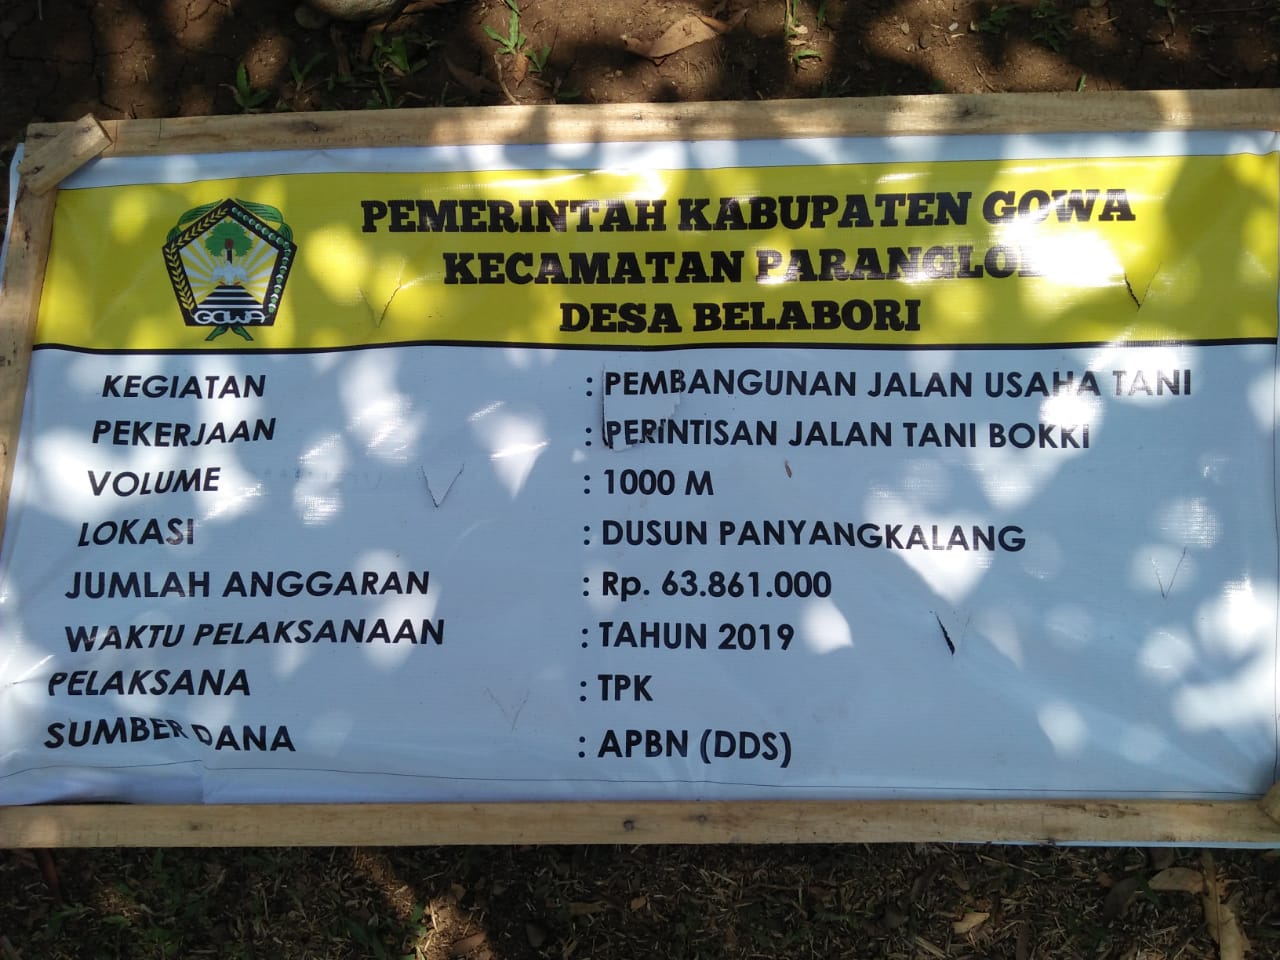 PEMERINTAH KABUPATEN GOWA
KECAMATAN
DESA BELABORI
GOWA
KEGIATAN : PEMBANGUNAN JALAN USAHA TANI
PEKERJAAN : PERINTISAN JALAN TANI BOKKI
VOLUME : 1000 M
LOKASI : DUSUN PANYANGKALANG
JUMLAH ANGGARAN : Rp. 63.861.000
WAKTU PELAKSANAAN : TAHUN 2019
PELAKSANA : TPK
SUMBER DANA : APBN (DDS)